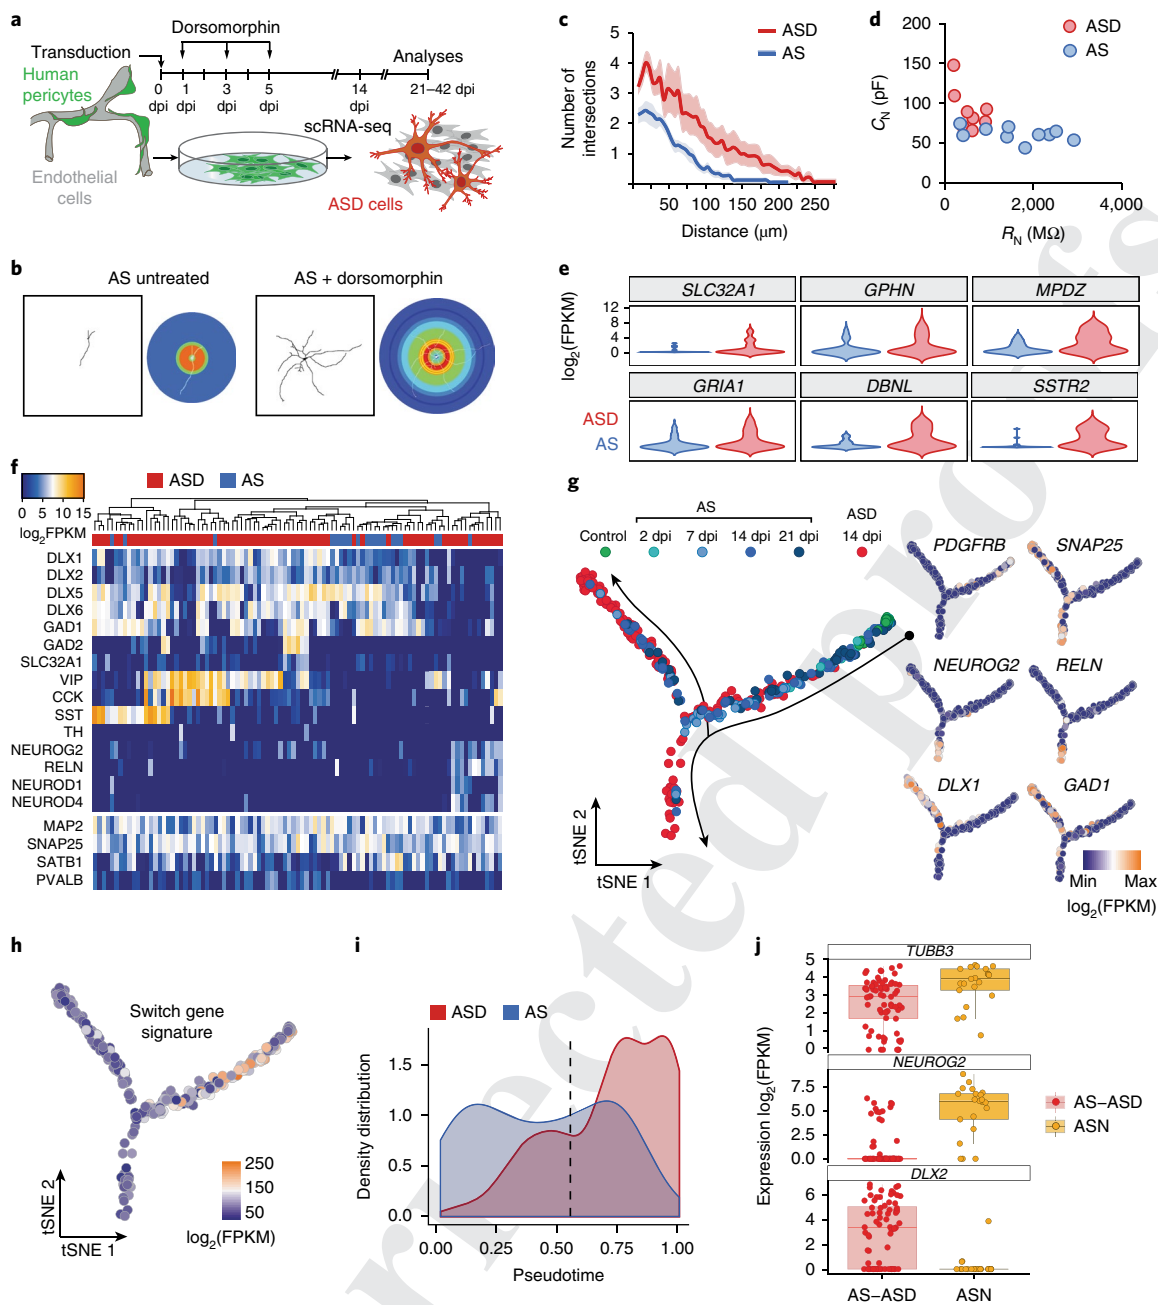 a
Dorsomorphin
Transduction
Analyses
Human
pericytes
0
dpi
1
dpi
3
dpi
5
dpi
14
dpi
21–42 dpi
scRNA-seq
Endothelial
cells
ASD cells
b
AS untreated
AS + dorsomorphin
c
ASD
AS
Number of
intersections
5
4
3
2
1
0
50
100
150
200
250
Distance (μm)
d
ASD
AS
C_N (pF)
200
150
100
50
0
0
2,000
4,000
R_N (MΩ)
e
SLC32A1
GPHN
MPDZ
log₂(FPKM)
12
8
4
0
GRIA1
DBNL
SSTR2
ASD
AS
f
ASD
AS
0 5 10 15
log₂FPKM
DLX1
DLX2
DLX5
DLX6
GAD1
GAD2
SLC32A1
VIP
CCK
SST
TH
NEUROG2
RELN
NEUROD1
NEUROD4
MAP2
SNAP25
SATB1
PVALB
g
AS
ASD
Control
2 dpi
7 dpi
14 dpi
21 dpi
14 dpi
PDGFRB
SNAP25
NEUROG2
RELN
DLX1
GAD1
tSNE 2
tSNE 1
Min
Max
log₂(FPKM)
h
Switch gene
signature
250
150
50
log₂(FPKM)
tSNE 2
tSNE 1
i
ASD
AS
Density distribution
1.5
1.0
0.5
0.0
0.00
0.25
0.50
0.75
1.00
Pseudotime
j
TUBB3
5
4
3
2
1
0
NEUROG2
7.5
5.0
2.5
0.0
DLX2
6
4
2
0
Expression log₂(FPKM)
AS–ASD
ASN
AS–ASD
ASN